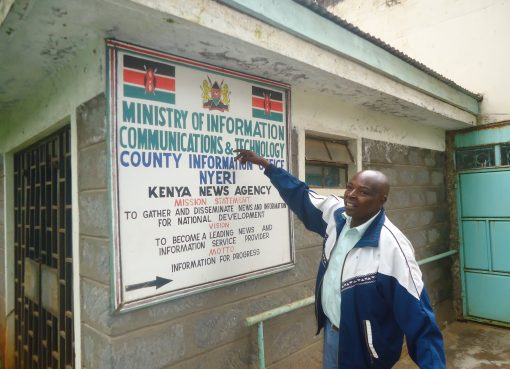 MINISTRY OF INFORMATION
COMMUNICATIONS & TECHNOLOGY
COUNTY INFORMATION OFFICE
NYERI
KENYA NEWS AGENCY
MISSION STATEMENT
TO GATHER AND DISSEMINATE NEWS AND INFORMATION
FOR NATIONAL DEVELOPMENT
VISION
TO BECOME A LEADING NEWS AND
INFORMATION SERVICE PROVIDER
MOTTO
INFORMATION FOR PROGRESS